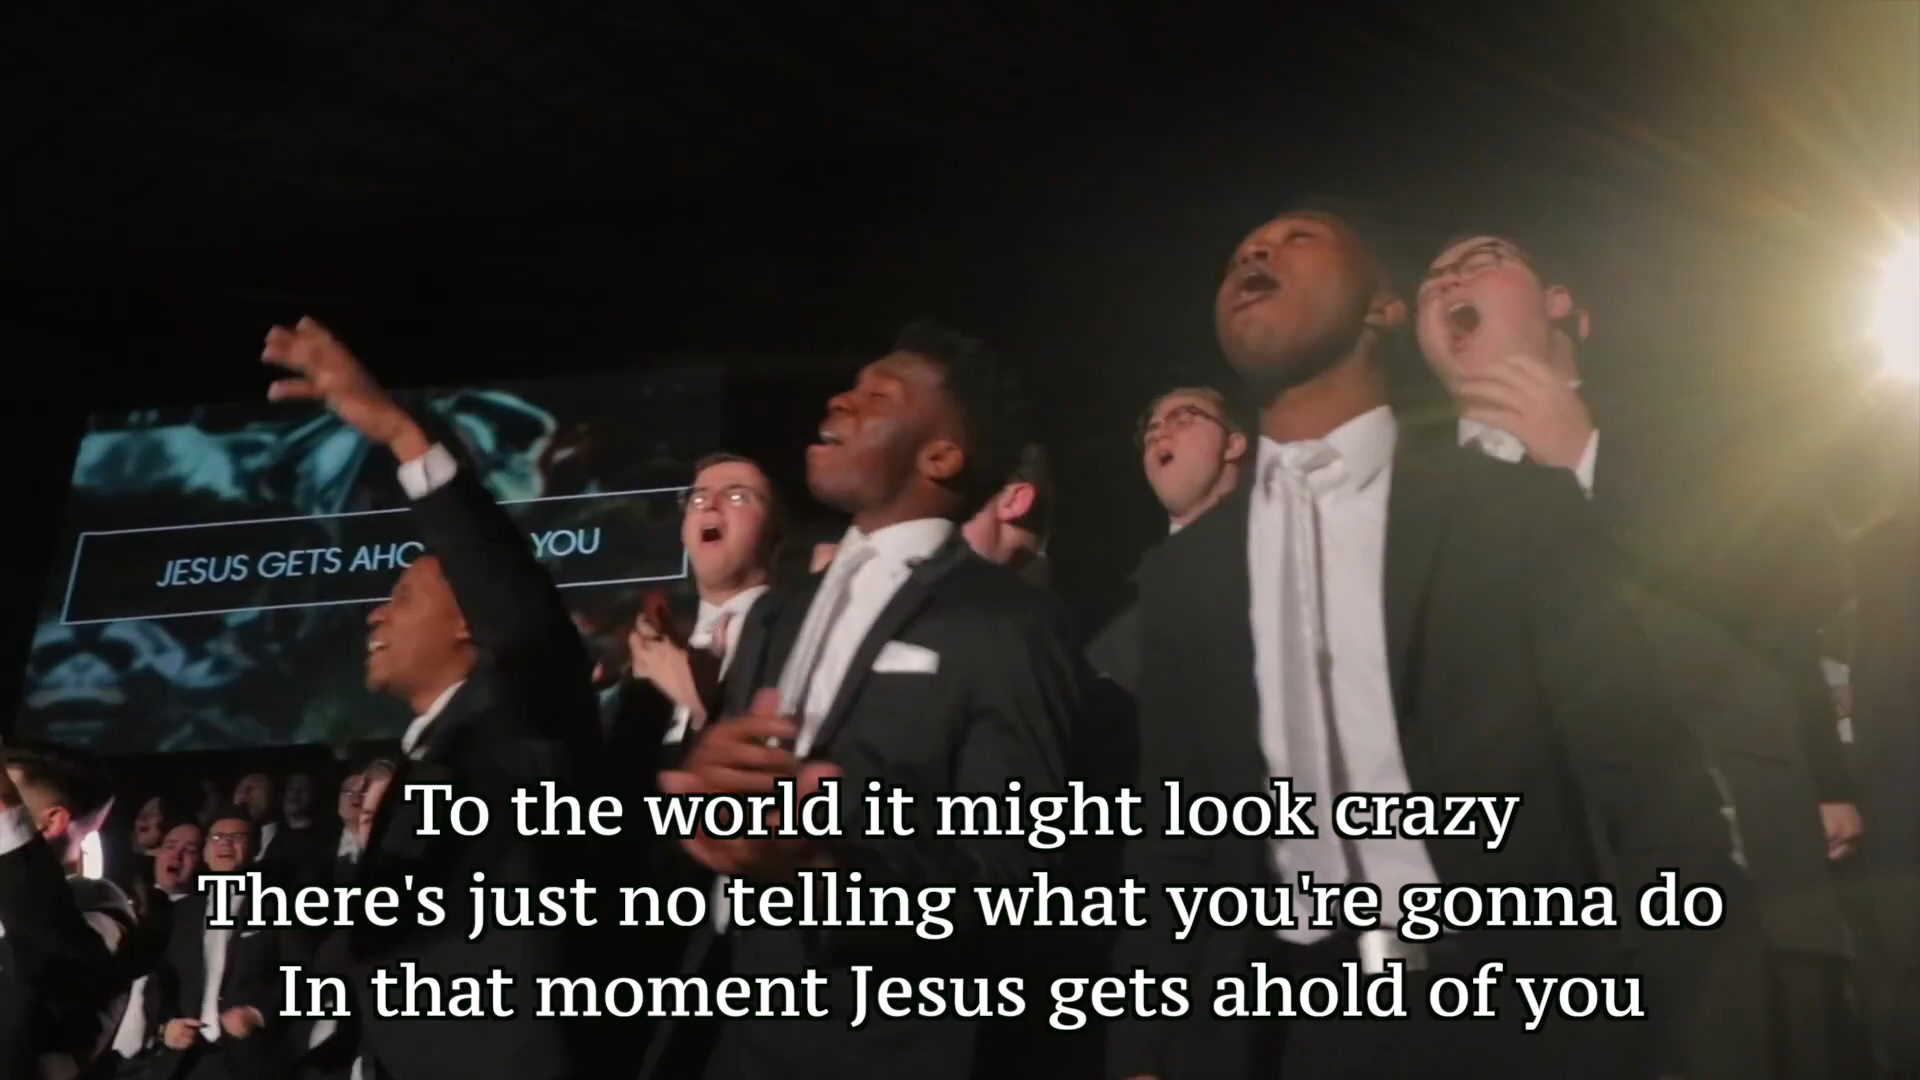 JESUS GETS AHO YOU
To the world it might look crazy
There's just no telling what you're gonna do
In that moment Jesus gets ahold of you